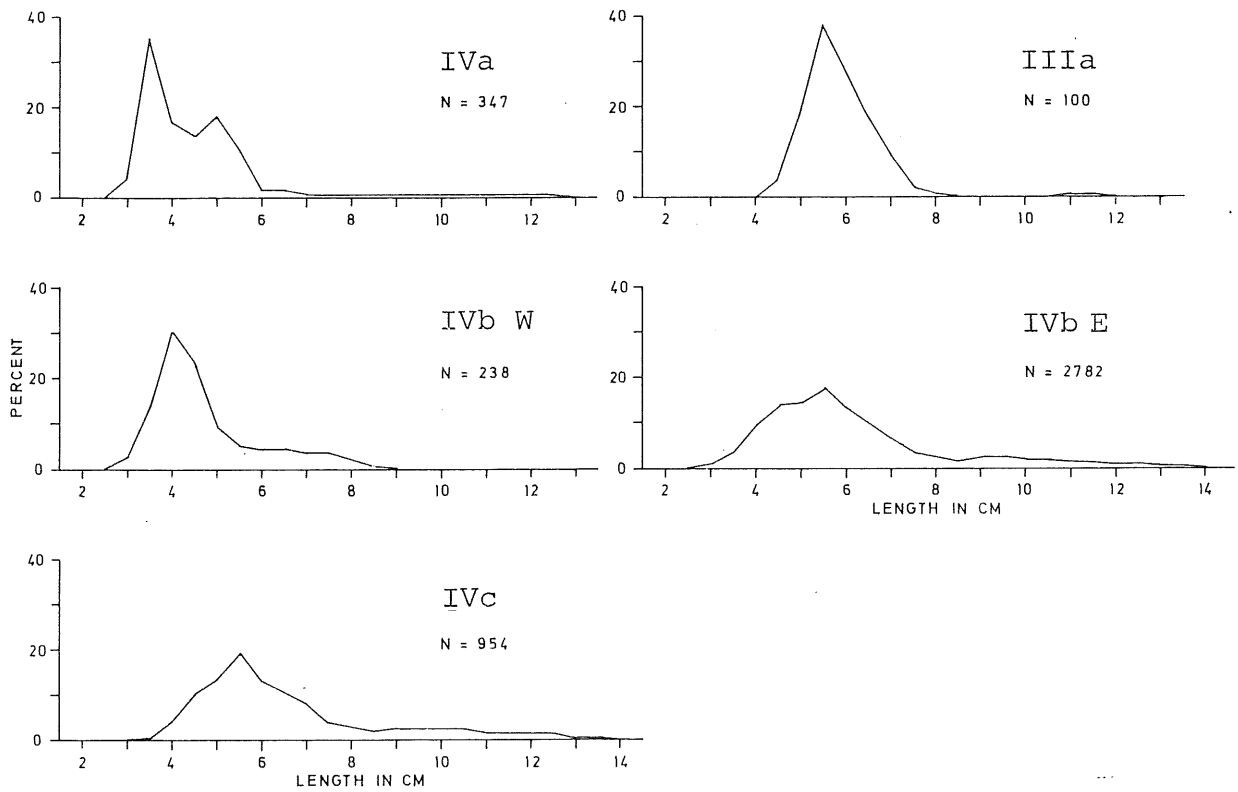 40
20
0
2 4 6 8 10 12
IVa
N = 347
40
20
0
2 4 6 8 10 12
IIIa
N = 100
PERCENT
40
20
0
2 4 6 8 10 12
IVb W
N = 238
40
20
0
2 4 6 8 10 12 14
LENGTH IN CM
IVb E
N = 2782
40
20
0
2 4 6 8 10 12 14
LENGTH IN CM
IVc
N = 954